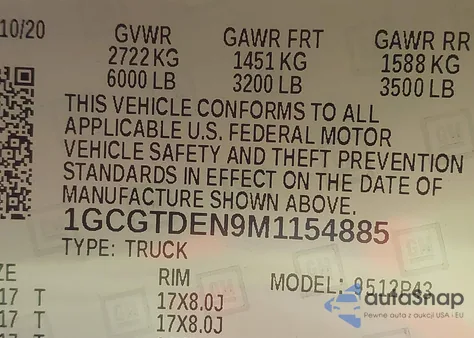 10/20 GVWR GAWR FRT GAWR RR
2722 KG 1451 KG 1588 KG
6000 LB 3200 LB 3500 LB
THIS VEHICLE CONFORMS TO ALL
APPLICABLE U.S. FEDERAL MOTOR
VEHICLE SAFETY AND THEFT PREVENTION
STANDARDS IN EFFECT ON THE DATE OF
MANUFACTURE SHOWN ABOVE.
1GCGTDEN9M1154885
TYPE: TRUCK
ZE RIM MODEL: 9512P43
17 T 17X8.0J
17 T 17X8.0J
autoSnap
Pewne auta z aukcji USA i EU